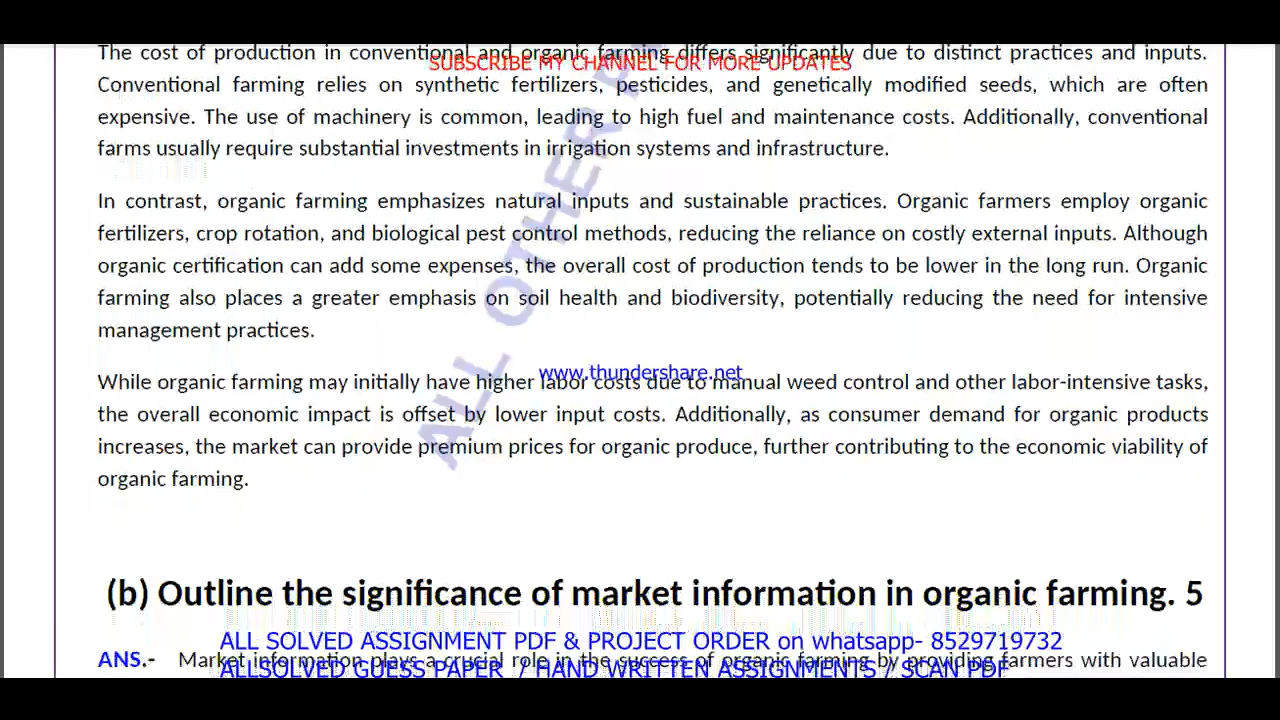 The cost of production in conventional and organic farming differs significantly due to distinct practices and inputs.
SUBSCRIBE MY CHANNEL FOR MORE UPDATES
Conventional farming relies on synthetic fertilizers, pesticides, and genetically modified seeds, which are often
expensive. The use of machinery is common, leading to high fuel and maintenance costs. Additionally, conventional
farms usually require substantial investments in irrigation systems and infrastructure.
In contrast, organic farming emphasizes natural inputs and sustainable practices. Organic farmers employ organic
fertilizers, crop rotation, and biological pest control methods, reducing the reliance on costly external inputs. Although
organic certification can add some expenses, the overall cost of production tends to be lower in the long run. Organic
farming also places a greater emphasis on soil health and biodiversity, potentially reducing the need for intensive
management practices.
www.thundershare.net
While organic farming may initially have higher labor costs due to manual weed control and other labor-intensive tasks,
the overall economic impact is offset by lower input costs. Additionally, as consumer demand for organic products
increases, the market can provide premium prices for organic produce, further contributing to the economic viability of
organic farming.
ALL OTHER
(b) Outline the significance of market information in organic farming. 5
ALL SOLVED ASSIGNMENT PDF & PROJECT ORDER on whatsapp- 8529719732
ANS.- Market information plays a crucial role in the success of organic farming by providing farmers with valuable
ALLSOLVED GUESS PAPER / HAND WRITTEN ASSIGNMENTS / SCAN PDF